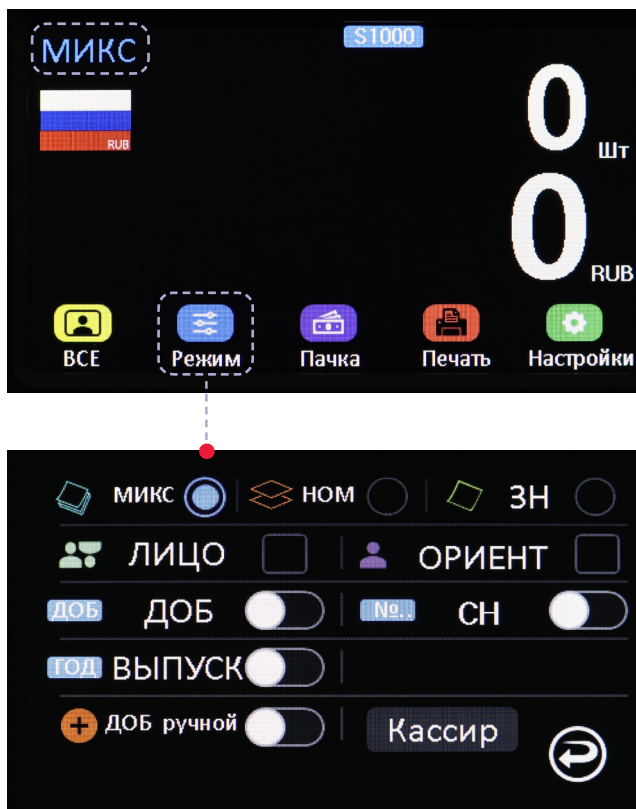 МИКС
S1000
RUB
0 Шт
0 RUB
ВСЕ Режим Пачка Печать Настройки
МИКС НОМ ЗН
ЛИЦО ОРИЕНТ
ДОБ ДОБ №.. СН
ГОД ВЫПУСК
ДОБ ручной Кассир